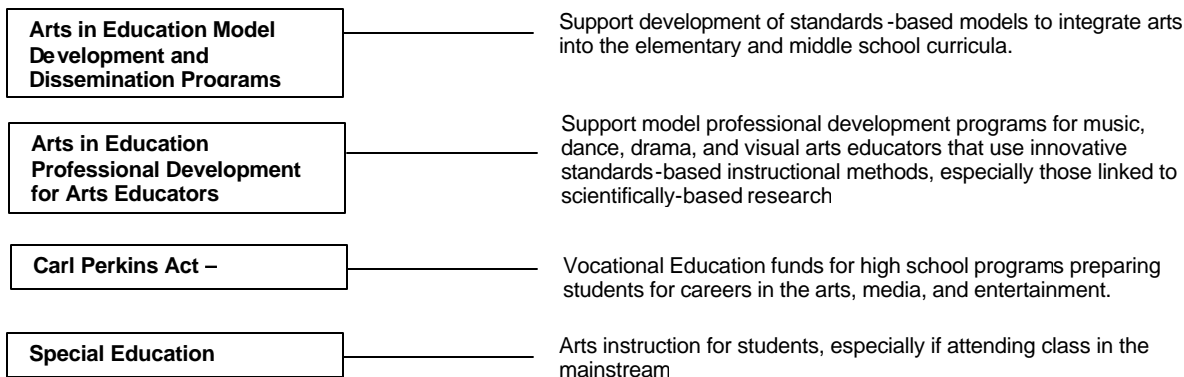 Arts in Education Model
Development and
Dissemination Programs
Support development of standards-based models to integrate arts
into the elementary and middle school curricula.
Arts in Education
Professional Development
for Arts Educators
Support model professional development programs for music,
dance, drama, and visual arts educators that use innovative
standards-based instructional methods, especially those linked to
scientifically-based research
Carl Perkins Act –
Vocational Education funds for high school programs preparing
students for careers in the arts, media, and entertainment.
Special Education
Arts instruction for students, especially if attending class in the
mainstream